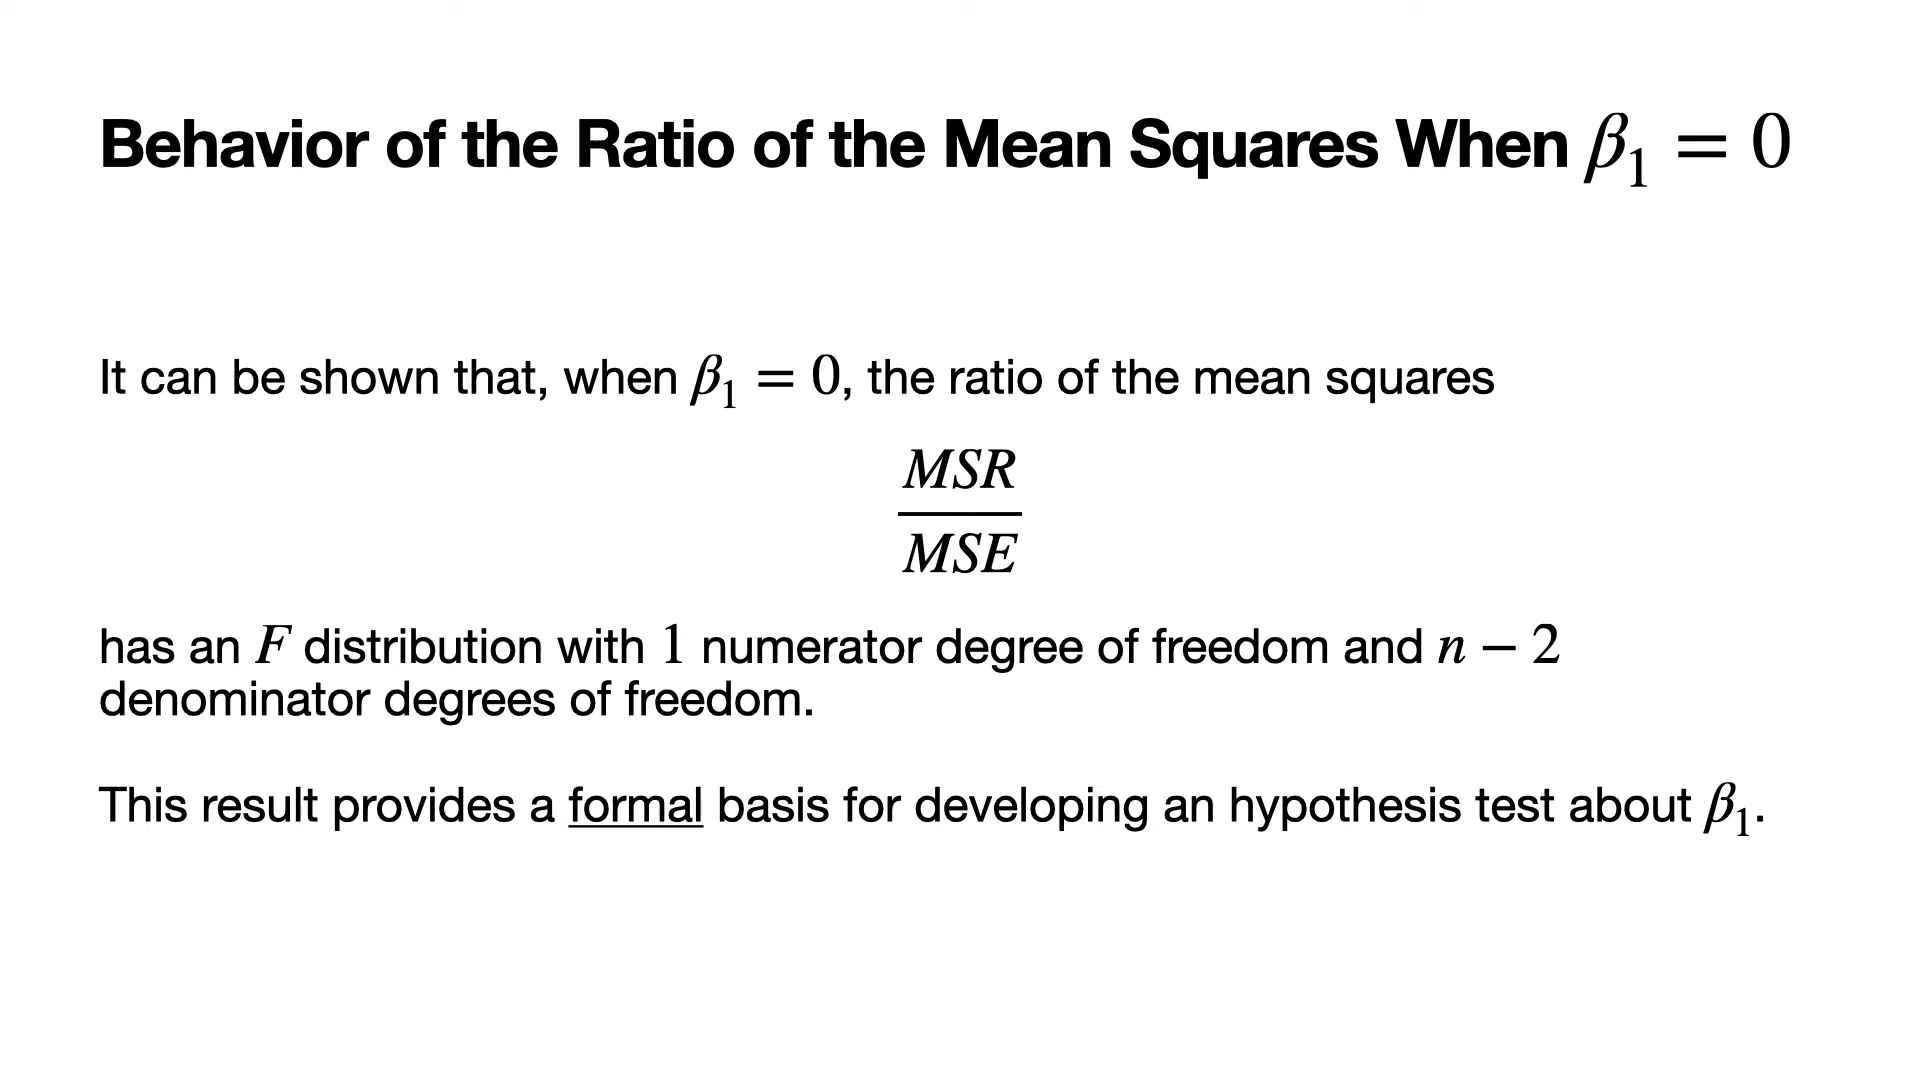 Behavior of the Ratio of the Mean Squares When β₁ = 0
It can be shown that, when β₁ = 0, the ratio of the mean squares
MSR
MSE
has an F distribution with 1 numerator degree of freedom and n − 2
denominator degrees of freedom.
This result provides a formal basis for developing an hypothesis test about β₁.